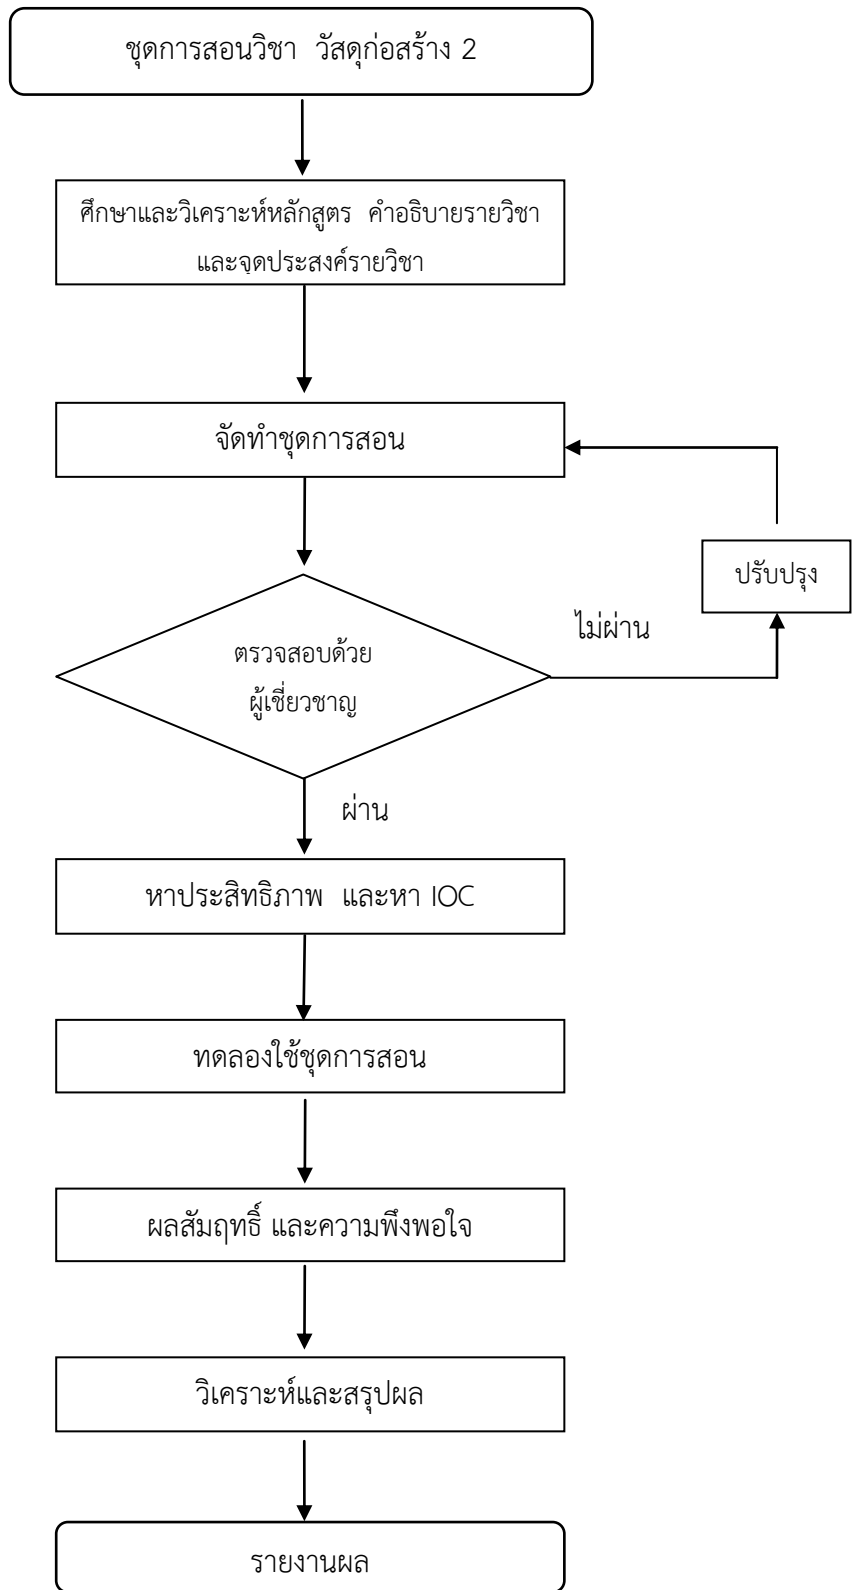 ชุดการสอนวิชา วัสดุก่อสร้าง 2
ศึกษาและวิเคราะห์หลักสูตร คำอธิบายรายวิชา
และจุดประสงค์รายวิชา
จัดทำชุดการสอน
ปรับปรุง
ไม่ผ่าน
ตรวจสอบด้วย
ผู้เชี่ยวชาญ
ผ่าน
หาประสิทธิภาพ และหา IOC
ทดลองใช้ชุดการสอน
ผลสัมฤทธิ์ และความพึงพอใจ
วิเคราะห์และสรุปผล
รายงานผล